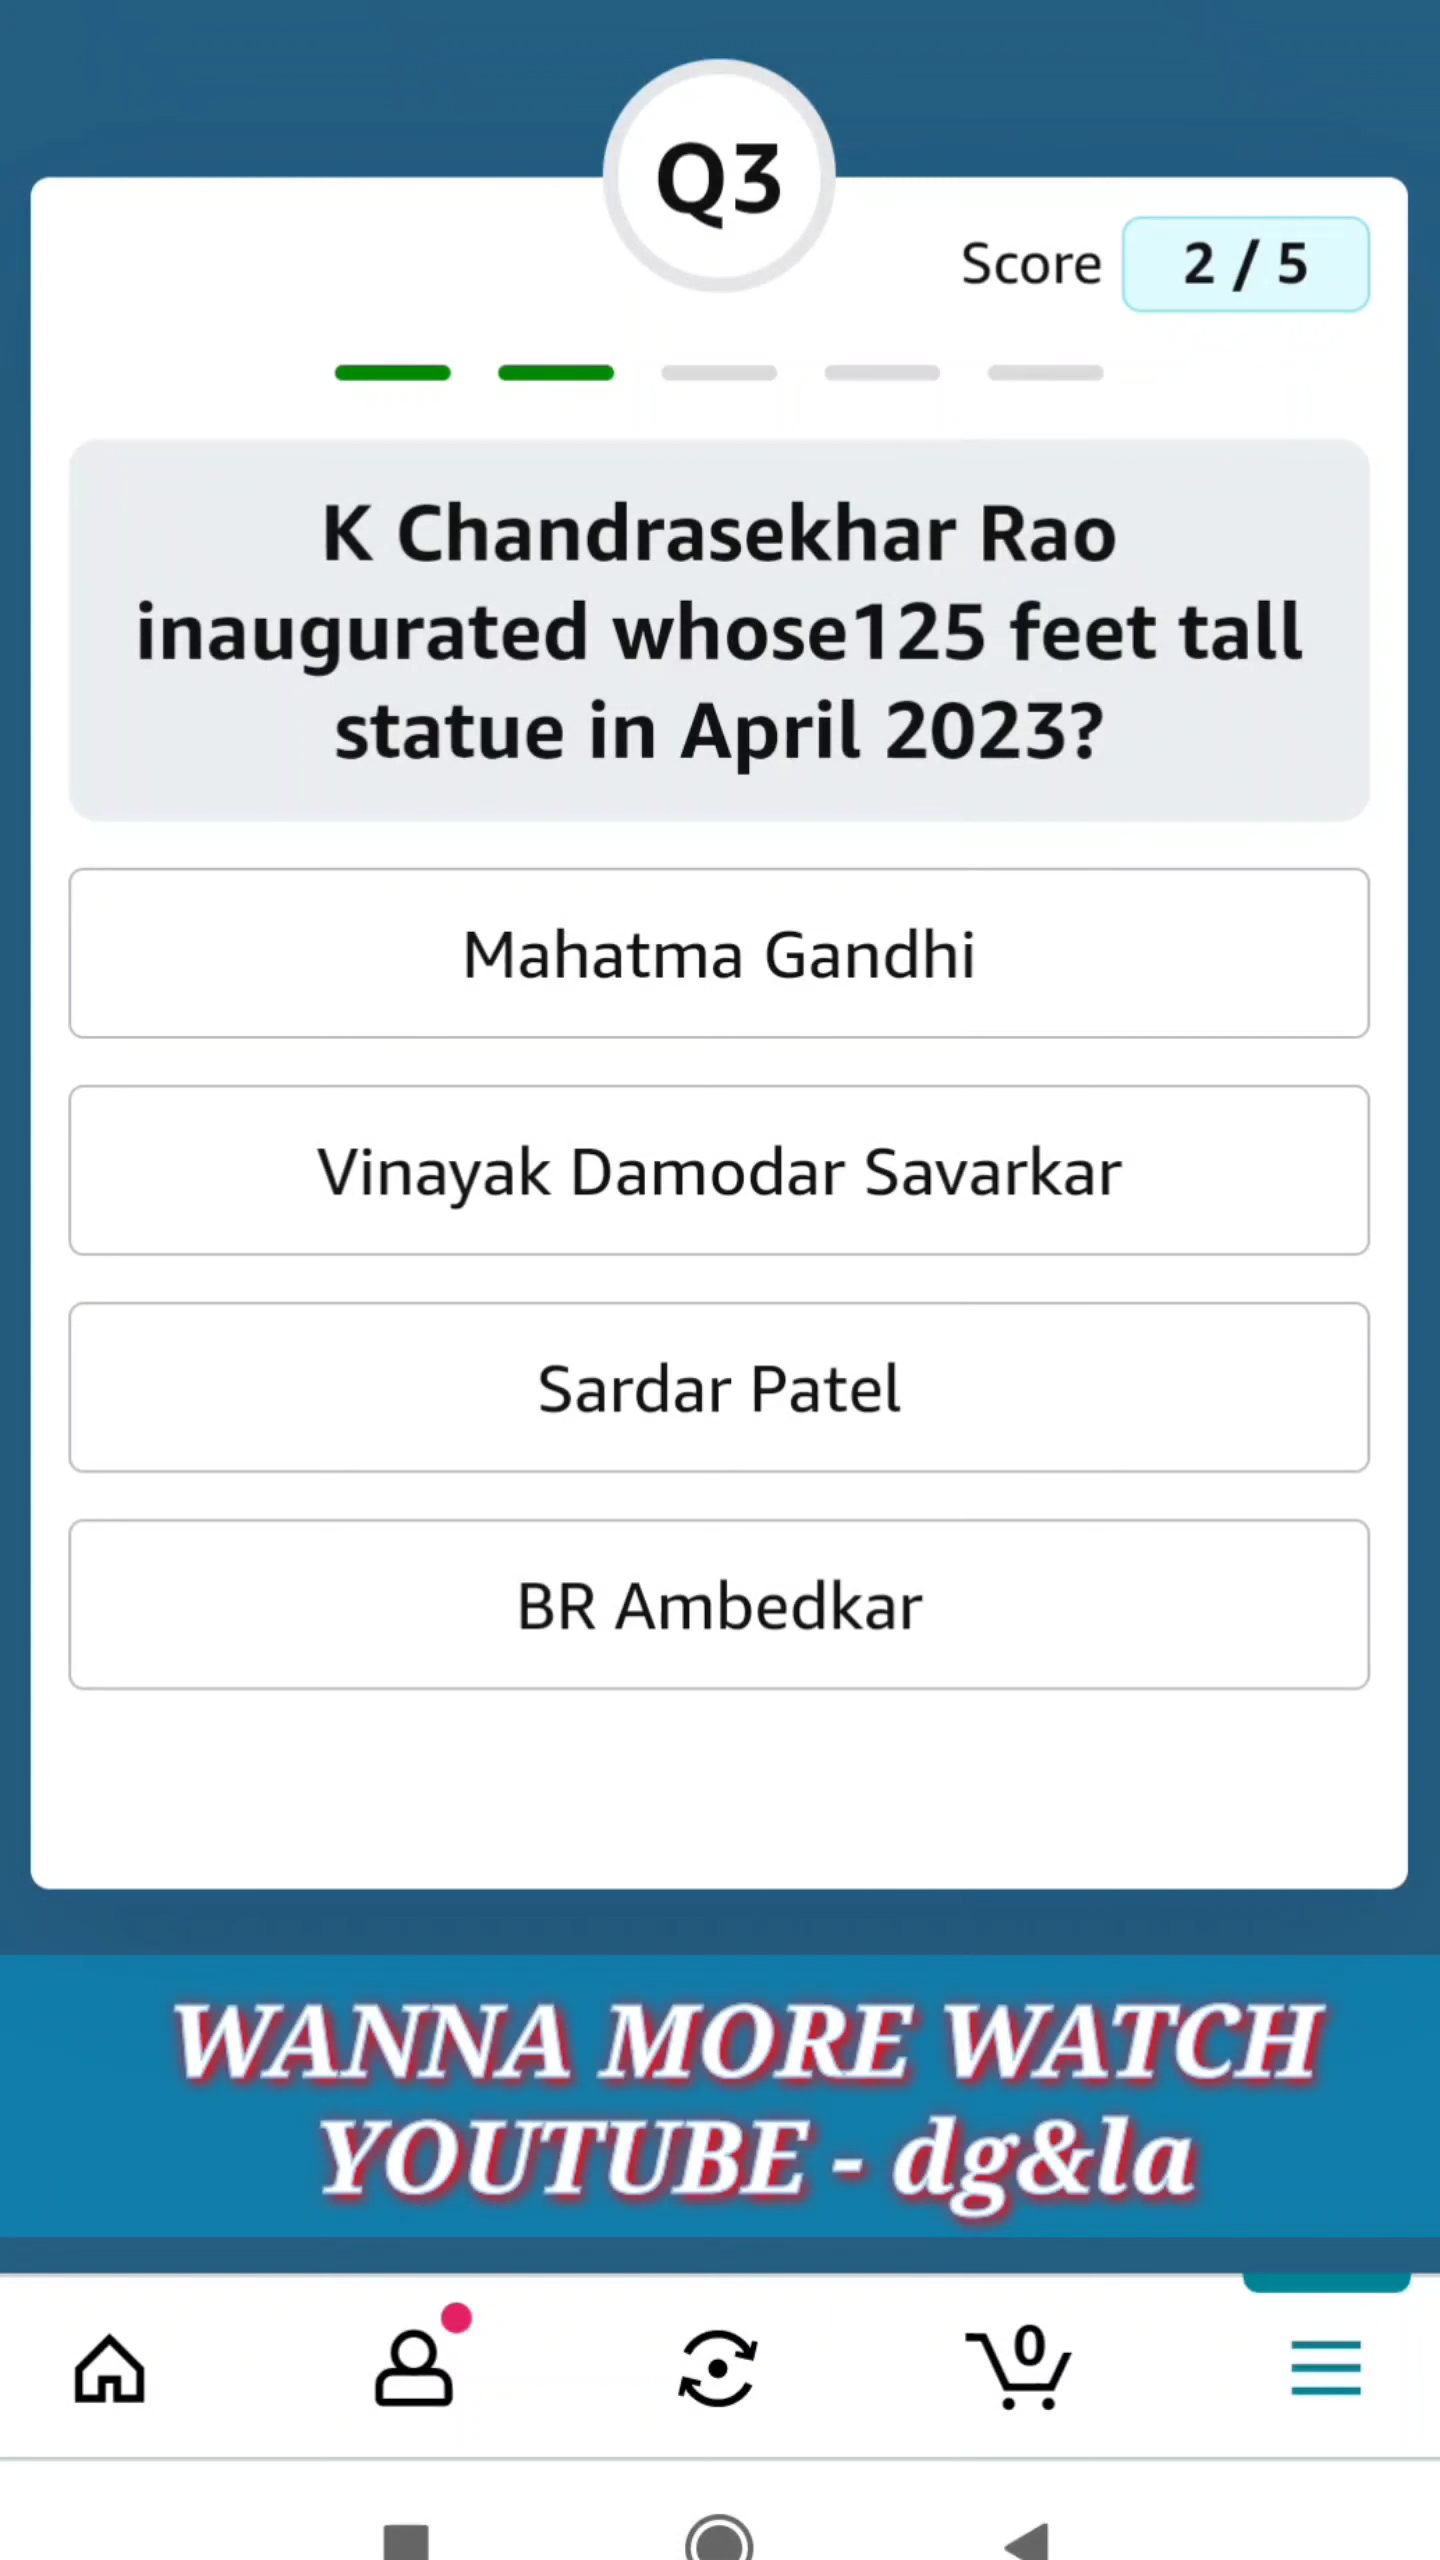 Q3
Score 2 / 5
K Chandrasekhar Rao
inaugurated whose125 feet tall
statue in April 2023?
Mahatma Gandhi
Vinayak Damodar Savarkar
Sardar Patel
BR Ambedkar
WANNA MORE WATCH
YOUTUBE - dg&la
0